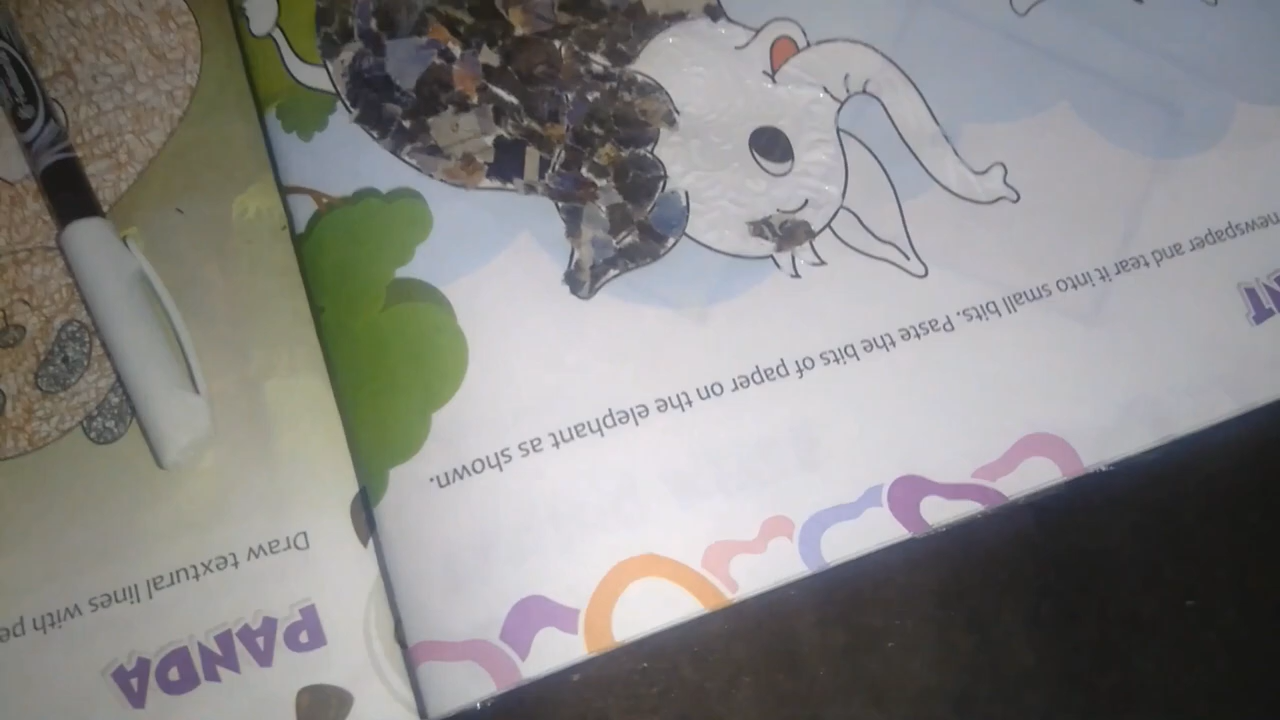 PANDA
Draw textural lines with pe
NT
newspaper and tear it into small bits. Paste the bits of paper on the elephant as shown.